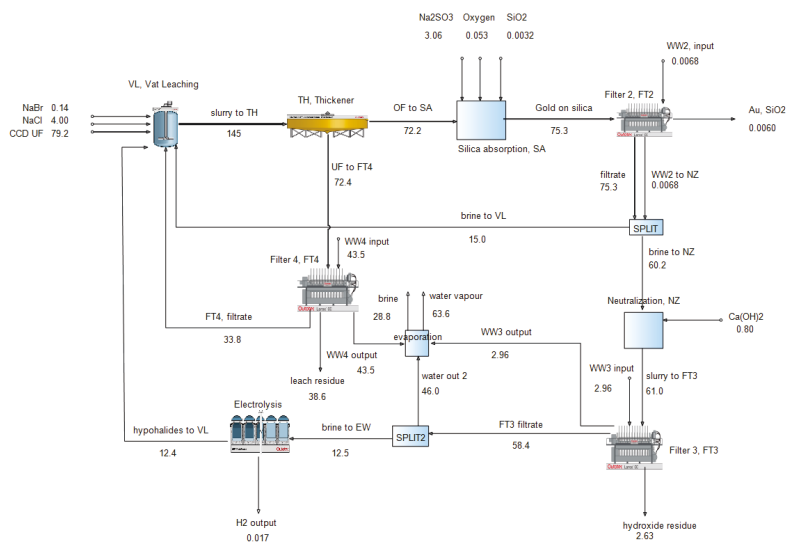 Na2SO3 Oxygen SiO2
3.06 0.053 0.0032
WW2, input
0.0068
VL, Vat Leaching
TH, Thickener
Filter 2, FT2
NaBr 0.14
NaCl 4.00
CCD UF 79.2
slurry to TH
145
OF to SA
72.2
Gold on silica
75.3
Au, SiO2
0.0060
Silica absorption, SA
UF to FT4
72.4
filtrate
75.3
WW2 to NZ
0.0068
brine to VL
15.0
SPLIT
brine to NZ
60.2
WW4 input
43.5
Filter 4, FT4
Outotec
brine
28.8
water vapour
63.6
Neutralization, NZ
Ca(OH)2
0.80
FT4, filtrate
33.8
evaporation
WW3 output
2.96
WW4 output
43.5
leach residue
38.6
water out 2
46.0
WW3 input
2.96
slurry to FT3
61.0
Electrolysis
hypohalides to VL
12.4
brine to EW
12.5
SPLIT2
FT3 filtrate
58.4
Filter 3, FT3
Outotec
H2 output
0.017
hydroxide residue
2.63